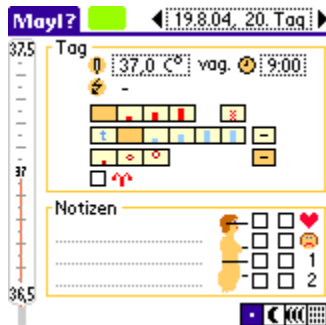 MayI?
19.8.04, 20. Tag
37.5
Tag
37,0 C° vag. 9:00
-
x
t
-
-
37
Notizen
1
2
36,5